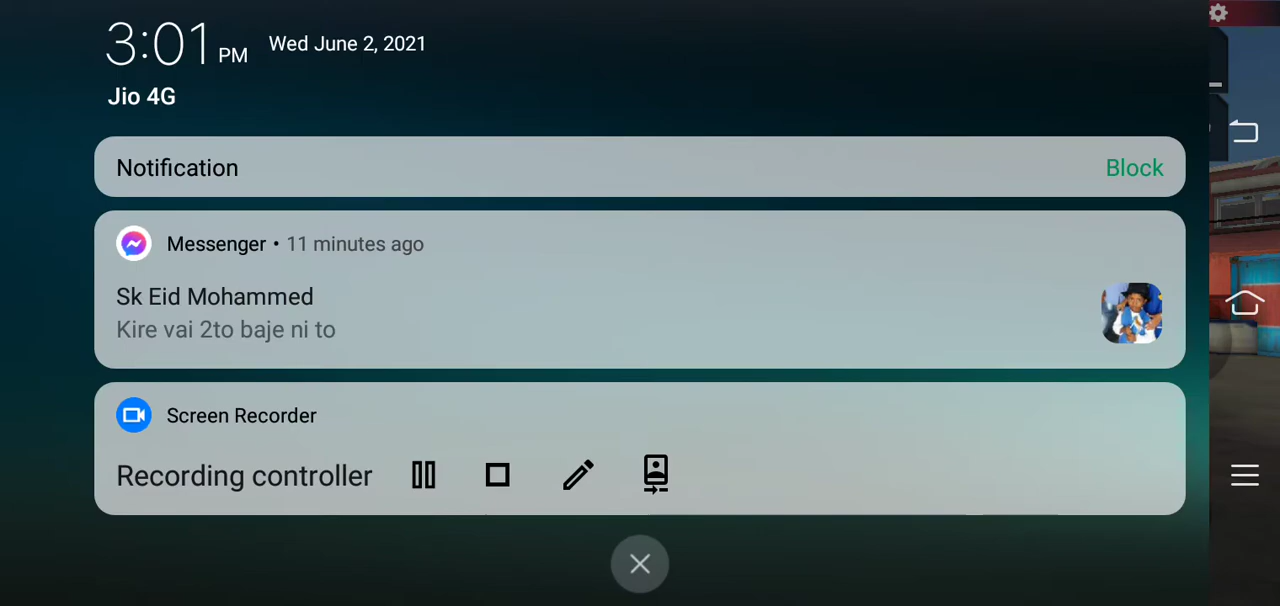 3:01 PM Wed June 2, 2021
Jio 4G
Notification Block
Messenger • 11 minutes ago
Sk Eid Mohammed
Kire vai 2to baje ni to
Screen Recorder
Recording controller